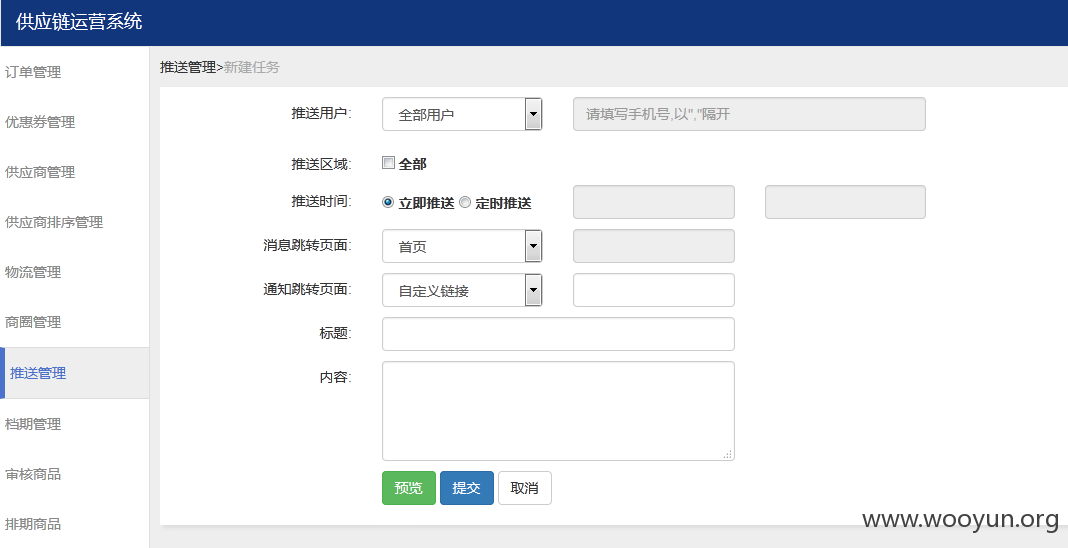 供应链运营系统
订单管理
优惠券管理
供应商管理
供应商排序管理
物流管理
商圈管理
推送管理
档期管理
审核商品
排期商品
推送管理>新建任务
推送用户: 全部用户 请填写手机号,以","隔开
推送区域: 全部
推送时间: 立即推送 定时推送
消息跳转页面: 首页
通知跳转页面: 自定义链接
标题:
内容:
预览 提交 取消
www.wooyun.org